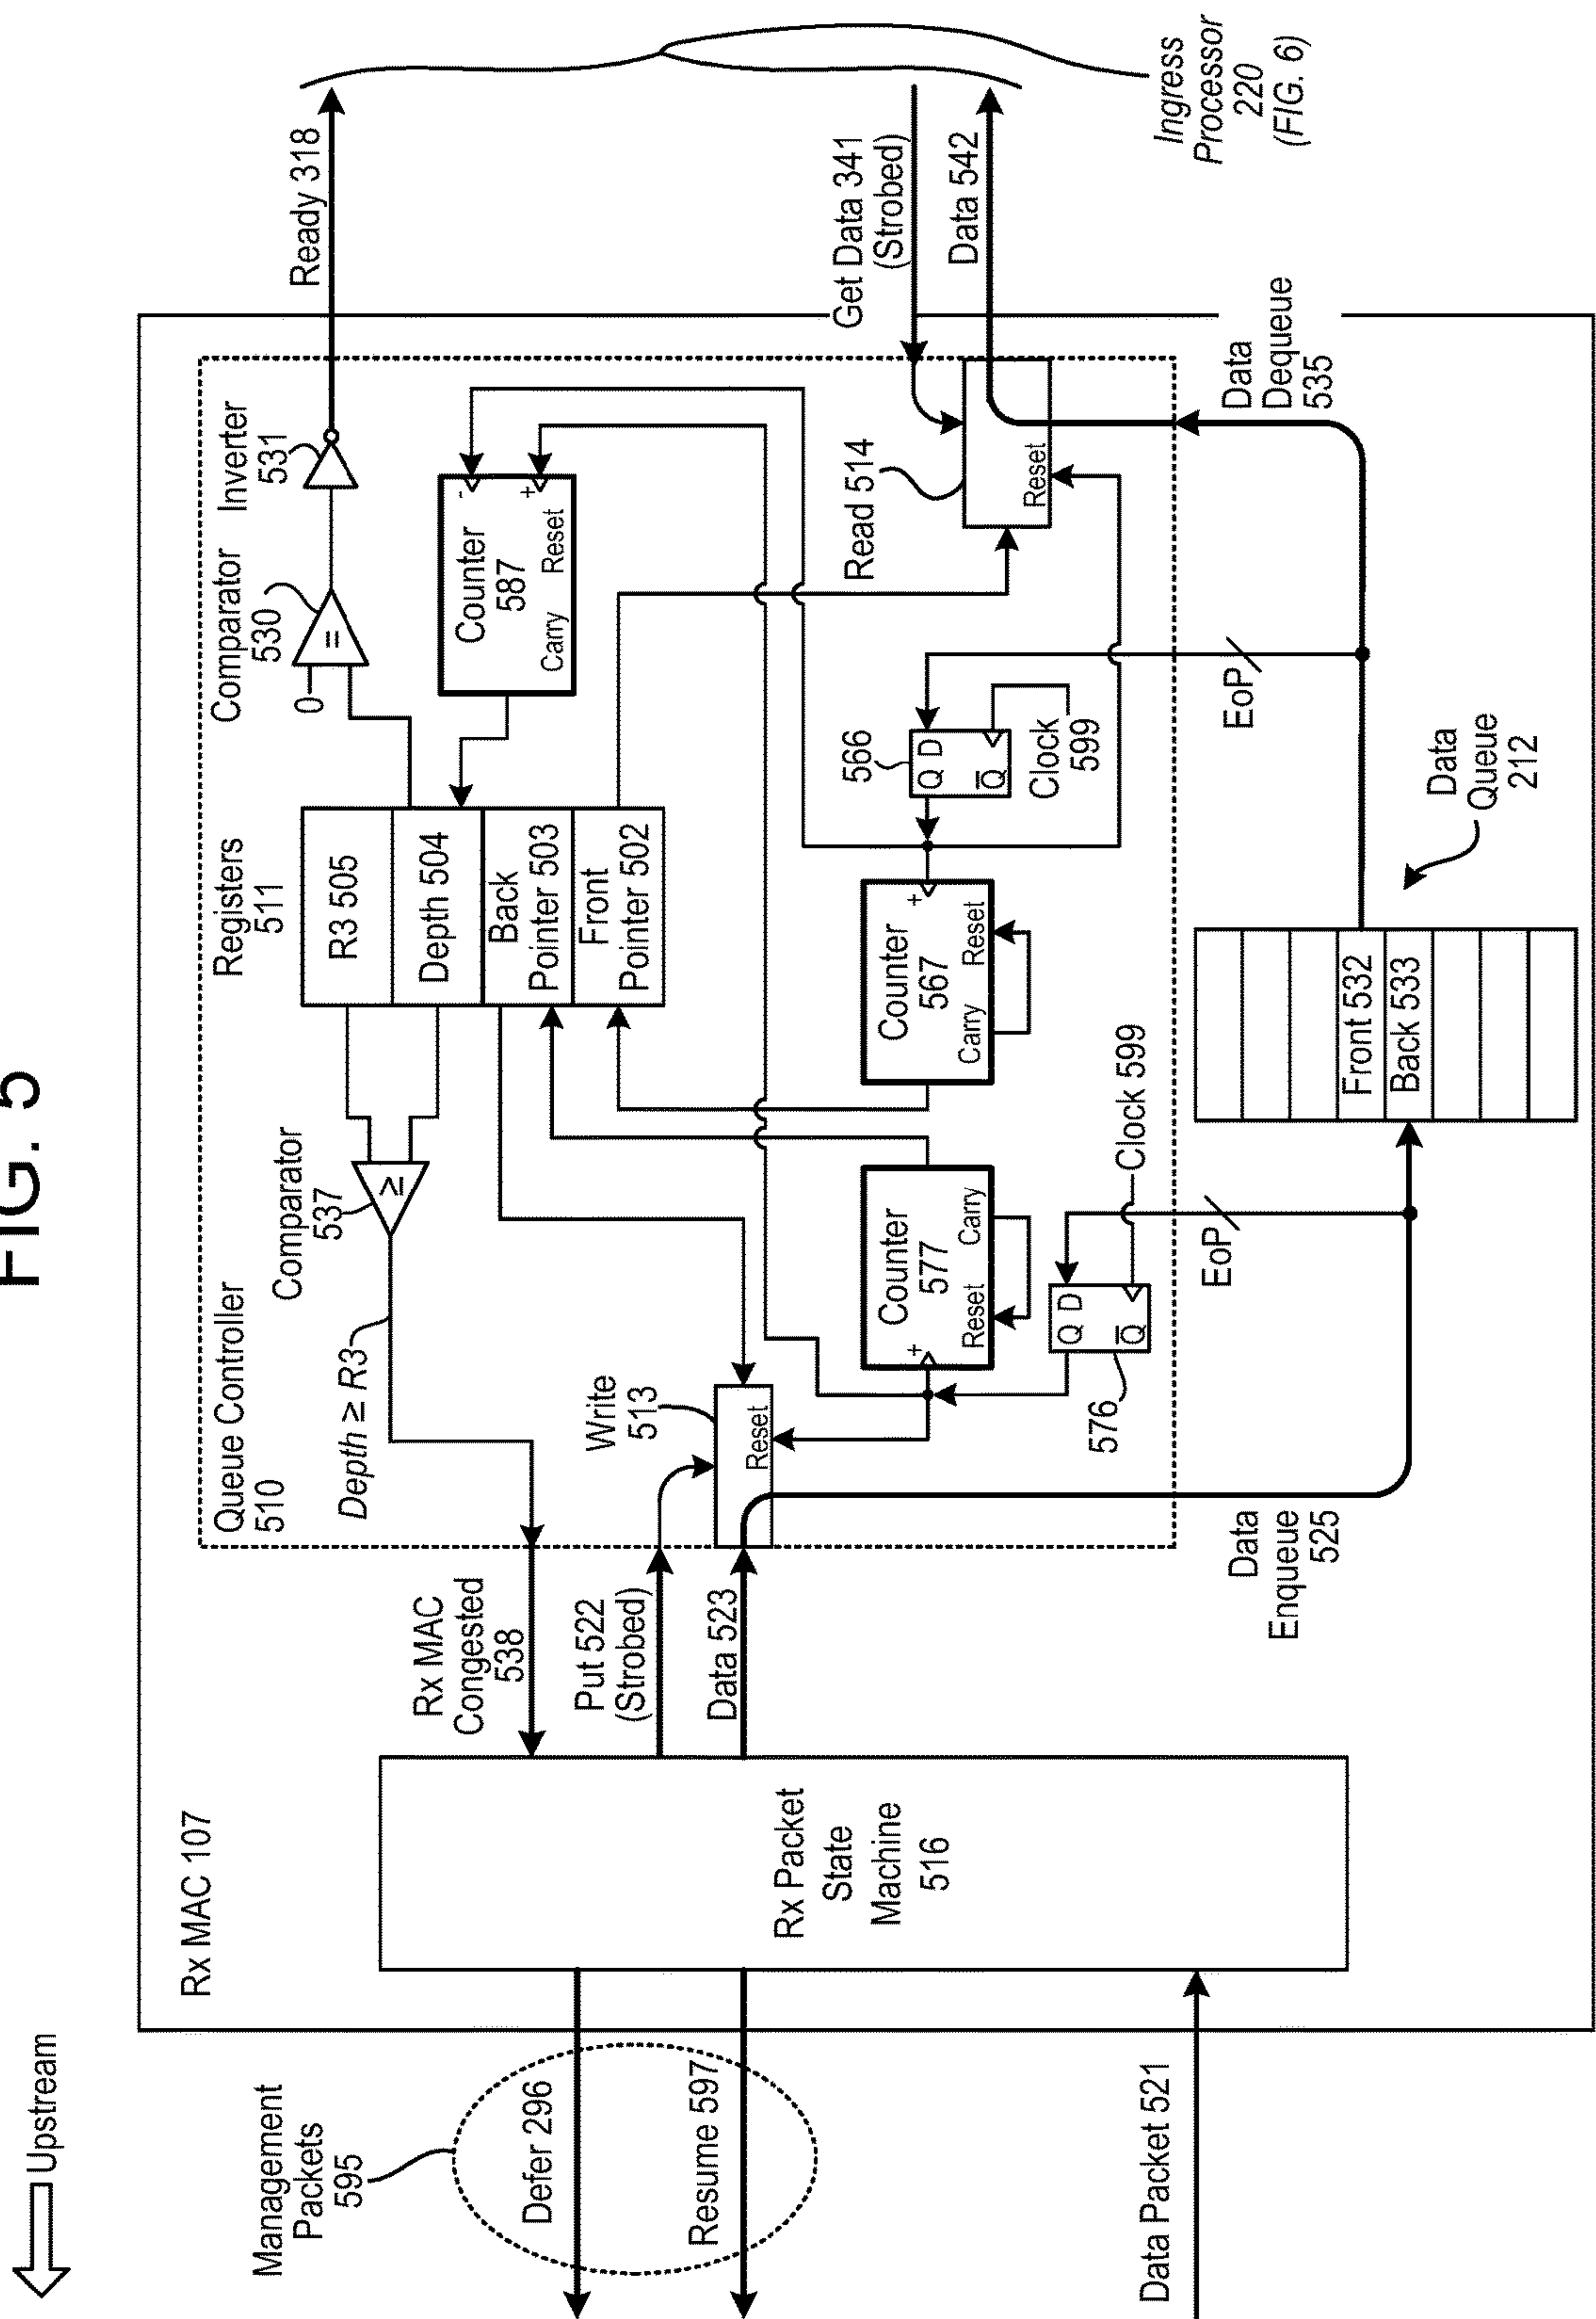 FIG. 5
Upstream
Rx MAC 107
Management
Packets
595
Defer 296
Resume 597
Data Packet 521
Rx Packet
State
Machine
516
Rx MAC
Congested
538
Put 522
(Strobed)
Data 523
Data
Enqueue
525
Queue Controller
510
Depth ≥ R3
Comparator
537
≥
Write
513
Reset
Registers
511
R3 505
Depth 504
Back
Pointer 503
Front
Pointer 502
Comparator
530
0
=
Inverter
531
Ready 318
Counter
587
Carry
Reset
-
+
Counter
577
Reset
Carry
+
Counter
567
Carry
Reset
+
576
Q D
Q̅
Clock 599
566
Q D
Q̅
Clock
599
Read 514
Reset
Get Data 341
(Strobed)
Data 542
Ingress
Processor
220
(FIG. 6)
EoP
EoP
Data
Dequeue
535
Data
Queue
212
Front 532
Back 533